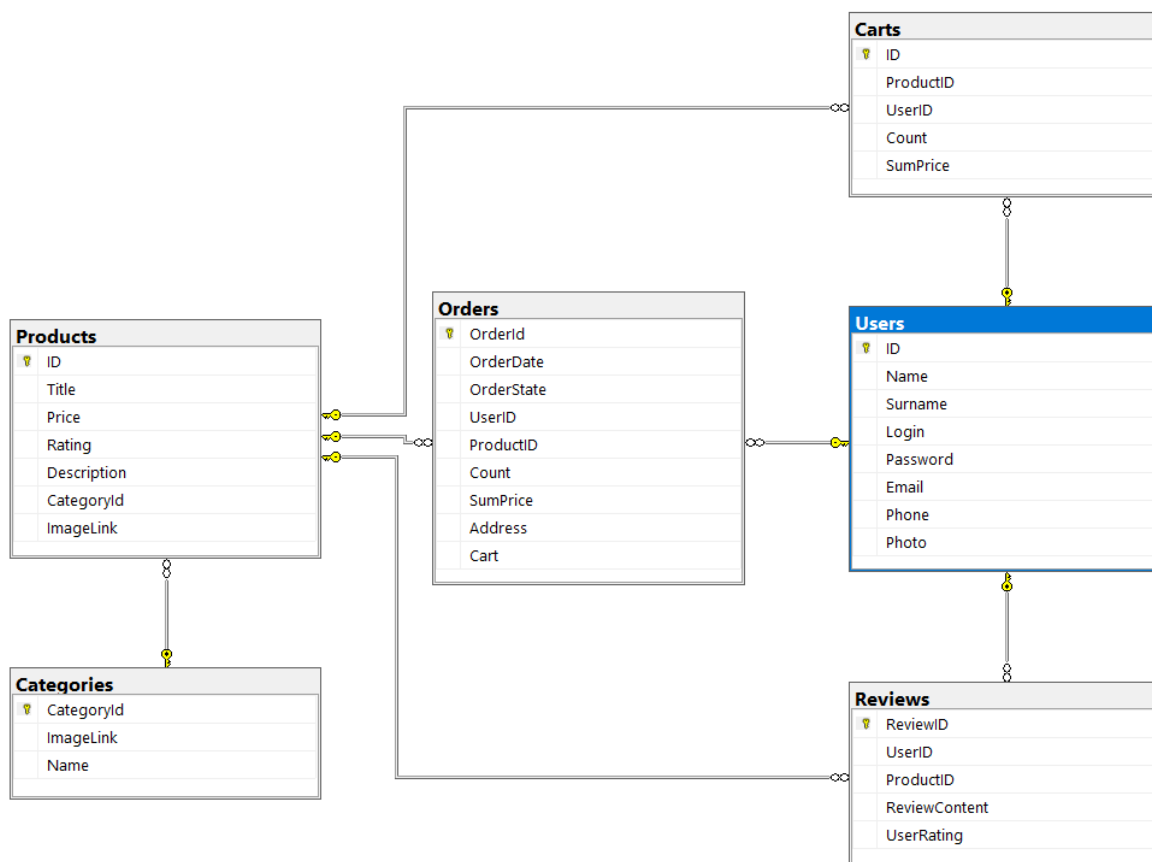 Carts
ID
ProductID
UserID
Count
SumPrice
Orders
OrderId
OrderDate
OrderState
UserID
ProductID
Count
SumPrice
Address
Cart
Users
ID
Name
Surname
Login
Password
Email
Phone
Photo
Products
ID
Title
Price
Rating
Description
CategoryId
ImageLink
Categories
CategoryId
ImageLink
Name
Reviews
ReviewID
UserID
ProductID
ReviewContent
UserRating